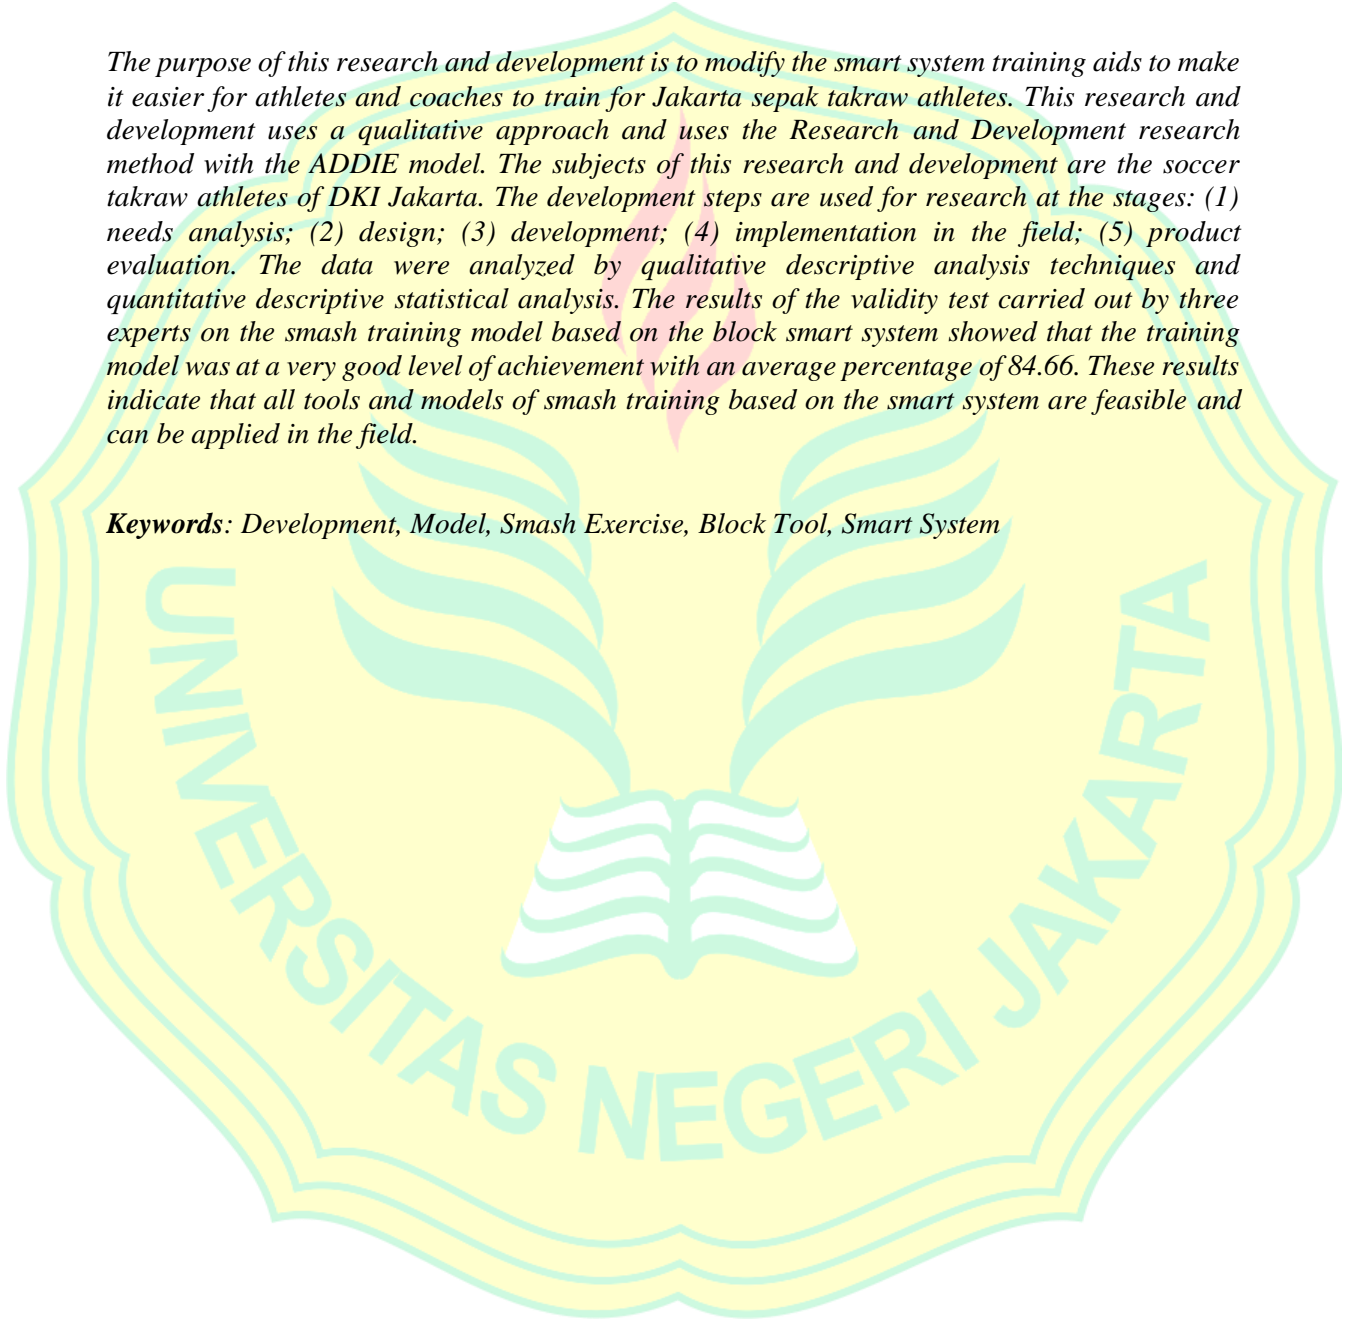 The purpose of this research and development is to modify the smart system training aids to make
it easier for athletes and coaches to train for Jakarta sepak takraw athletes. This research and
development uses a qualitative approach and uses the Research and Development research
method with the ADDIE model. The subjects of this research and development are the soccer
takraw athletes of DKI Jakarta. The development steps are used for research at the stages: (1)
needs analysis; (2) design; (3) development; (4) implementation in the field; (5) product
evaluation. The data were analyzed by qualitative descriptive analysis techniques and
quantitative descriptive statistical analysis. The results of the validity test carried out by three
experts on the smash training model based on the block smart system showed that the training
model was at a very good level of achievement with an average percentage of 84.66. These results
indicate that all tools and models of smash training based on the smart system are feasible and
can be applied in the field.
Keywords: Development, Model, Smash Exercise, Block Tool, Smart System
UNIVERSITAS NEGERI JAKARTA